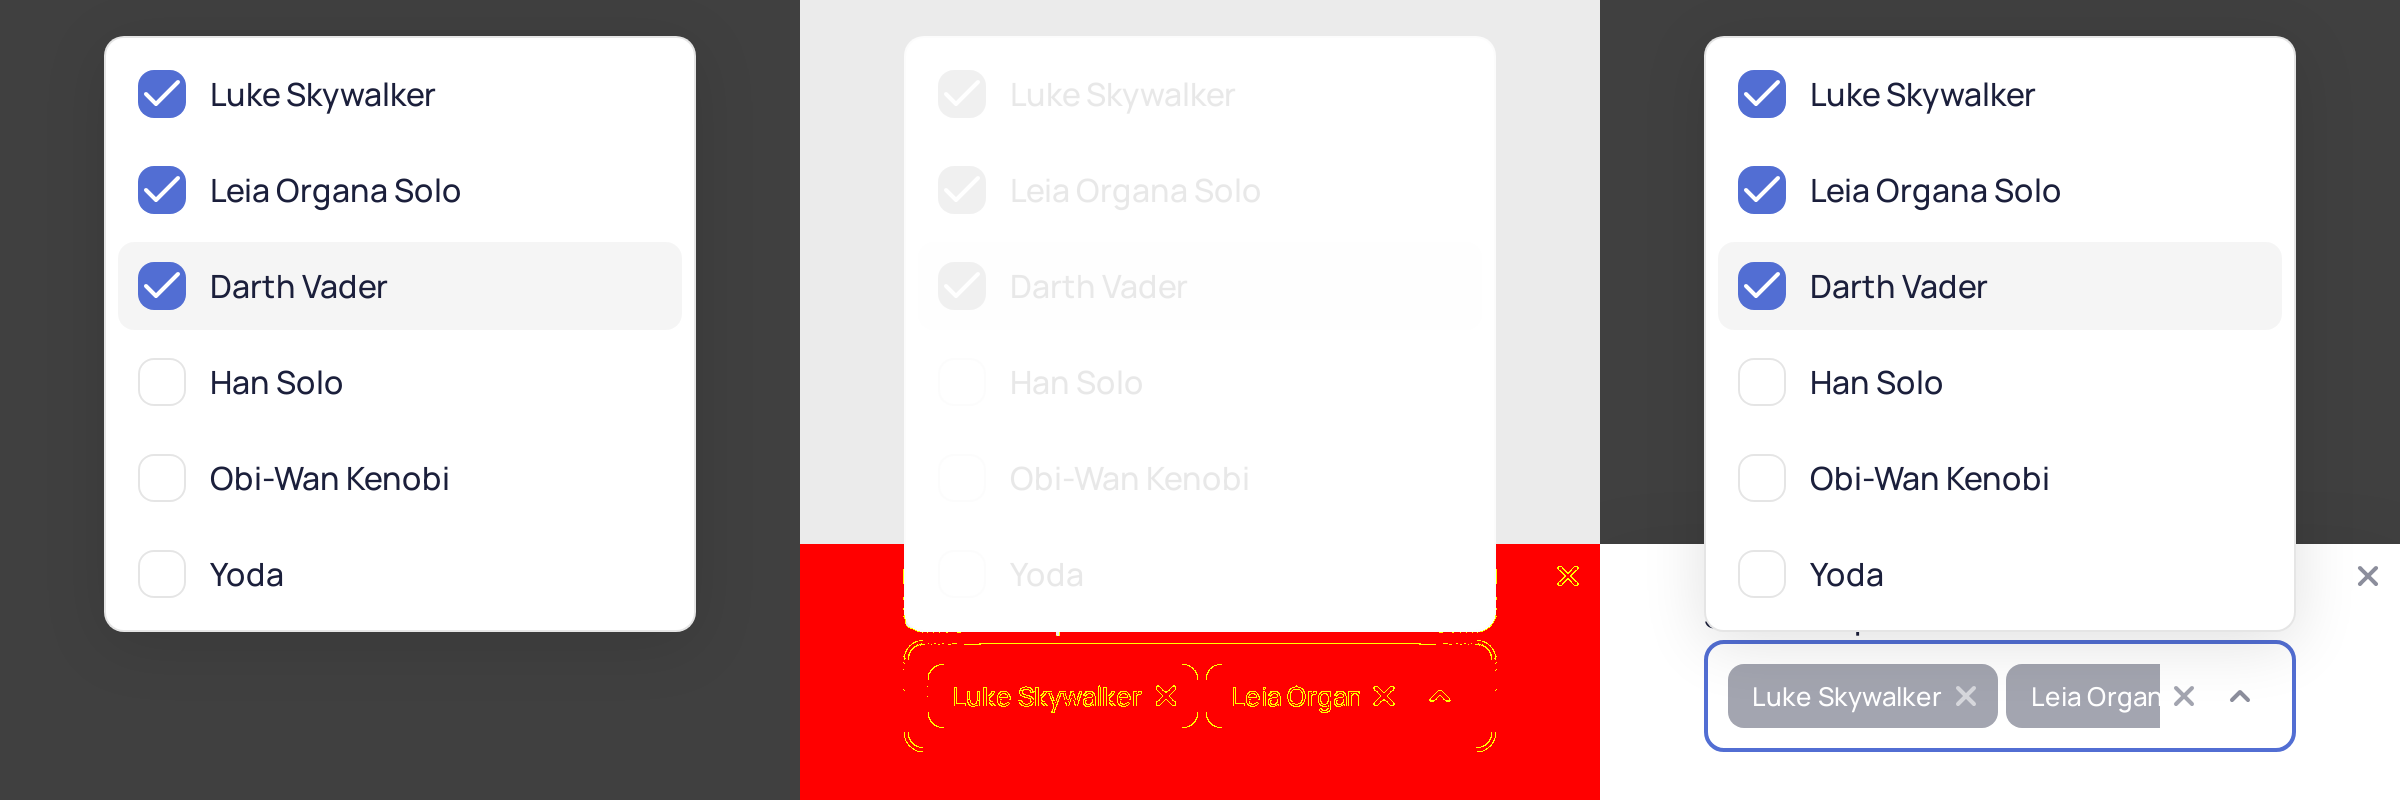 Luke Skywalker
Leia Organa Solo
Darth Vader
Han Solo
Obi-Wan Kenobi
Yoda
Luke Skywalker
Leia Organa Solo
Darth Vader
Han Solo
Obi-Wan Kenobi
Yoda
Luke Skywalker Leia Organ
Luke Skywalker
Leia Organa Solo
Darth Vader
Han Solo
Obi-Wan Kenobi
Yoda
Luke Skywalker Leia Organ